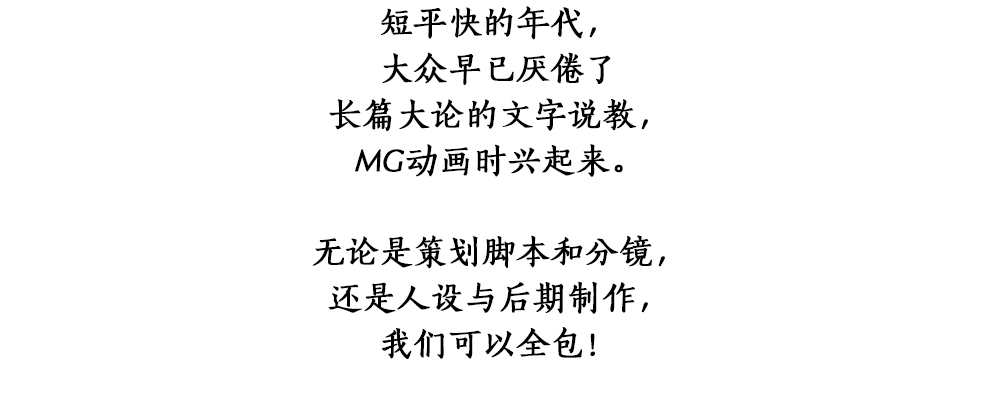 短平快的年代，
大众早已厌倦了
长篇大论的文字说教，
MG动画时兴起来。
无论是策划脚本和分镜，
还是人设与后期制作，
我们可以全包！